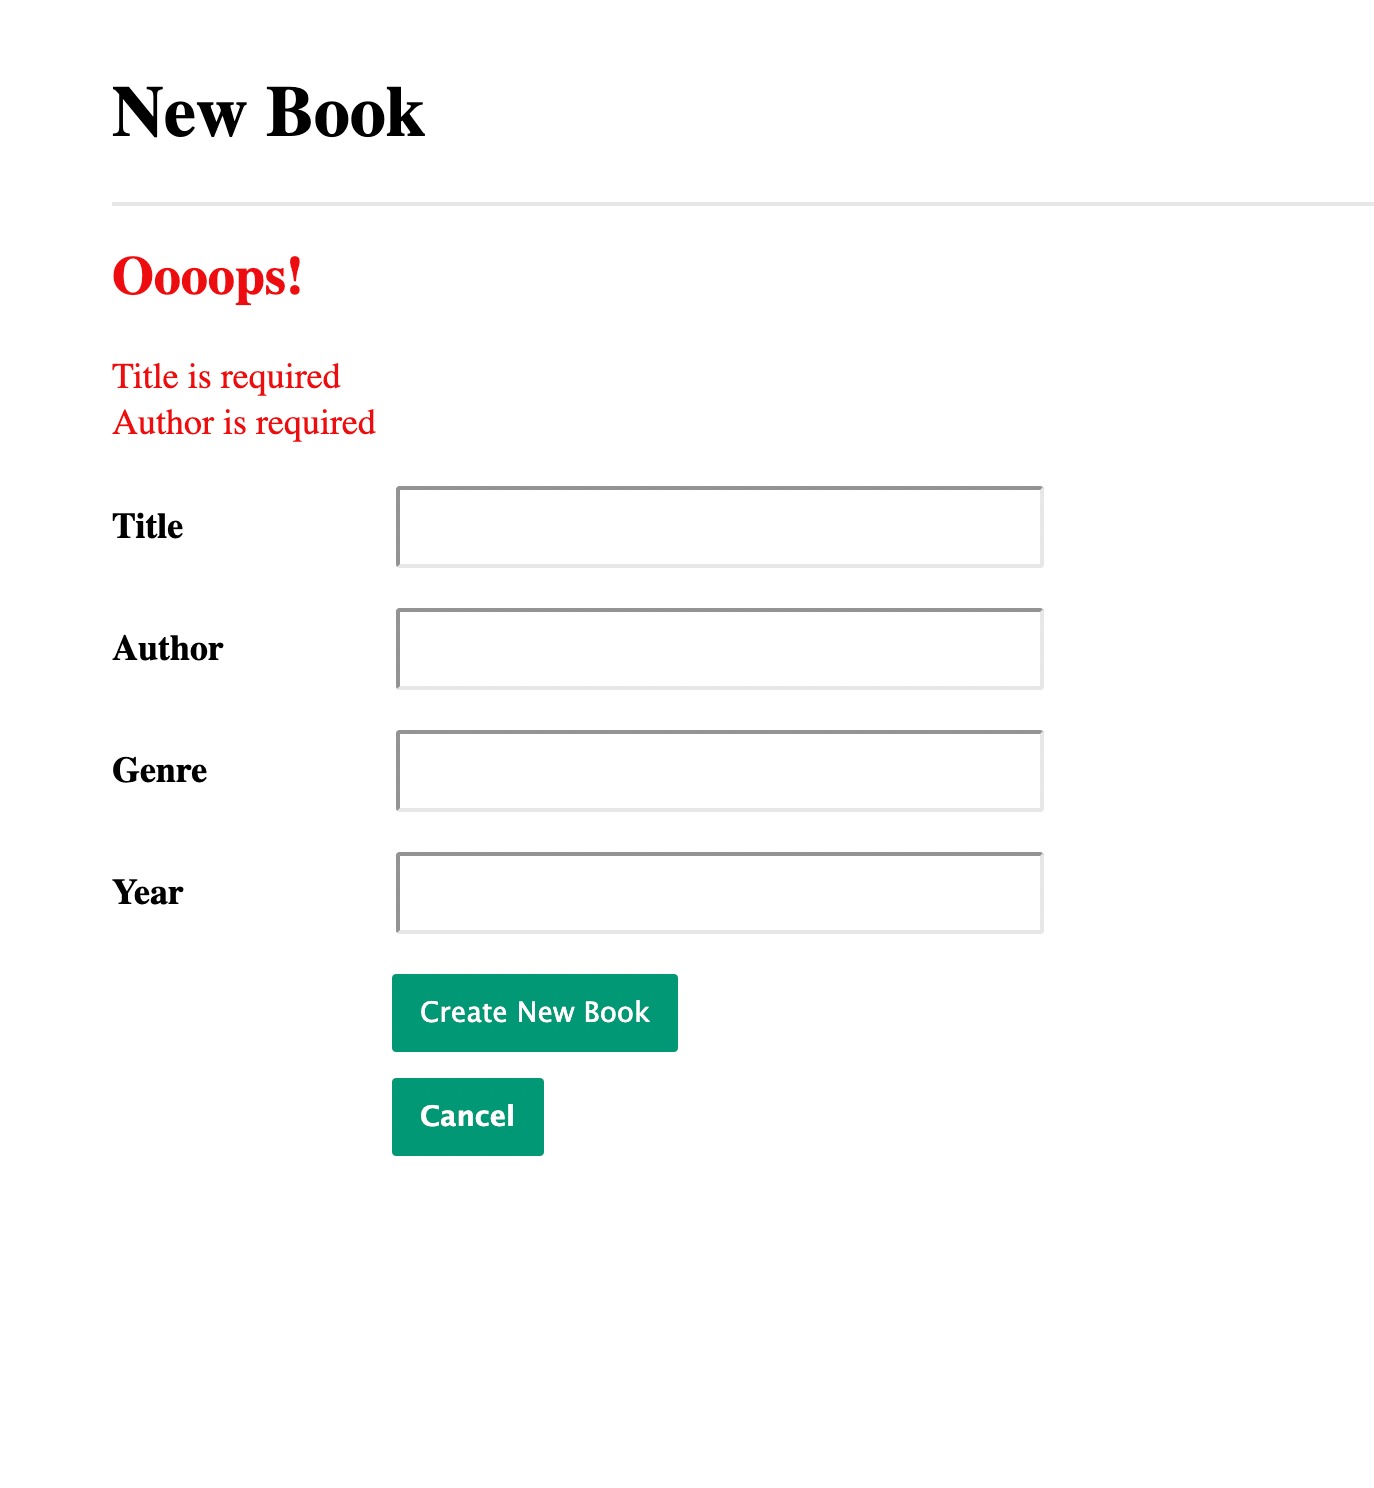 New Book
Oooops!
Title is required
Author is required
Title
Author
Genre
Year
Create New Book
Cancel